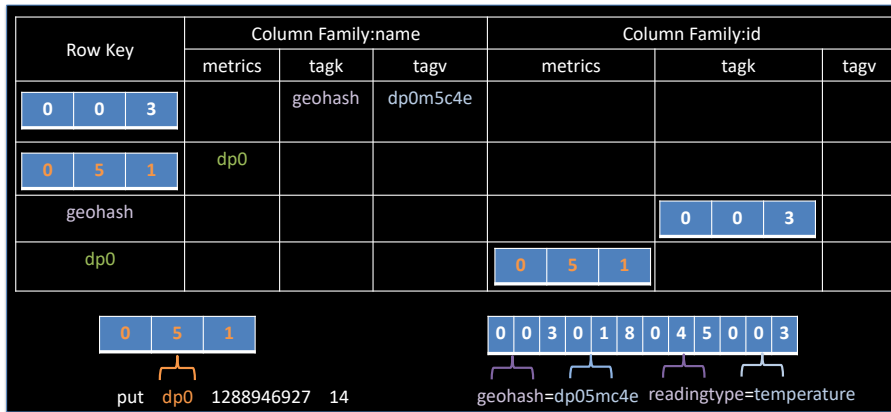 Row Key Column Family:name Column Family:id
metrics tagk tagv metrics tagk tagv
0 0 3 geohash dp0m5c4e
0 5 1 dp0
geohash 0 0 3
dp0 0 5 1
0 5 1 0 0 3 0 1 8 0 4 5 0 0 3
put dp0 1288946927 14 geohash=dp05mc4e readingtype=temperature